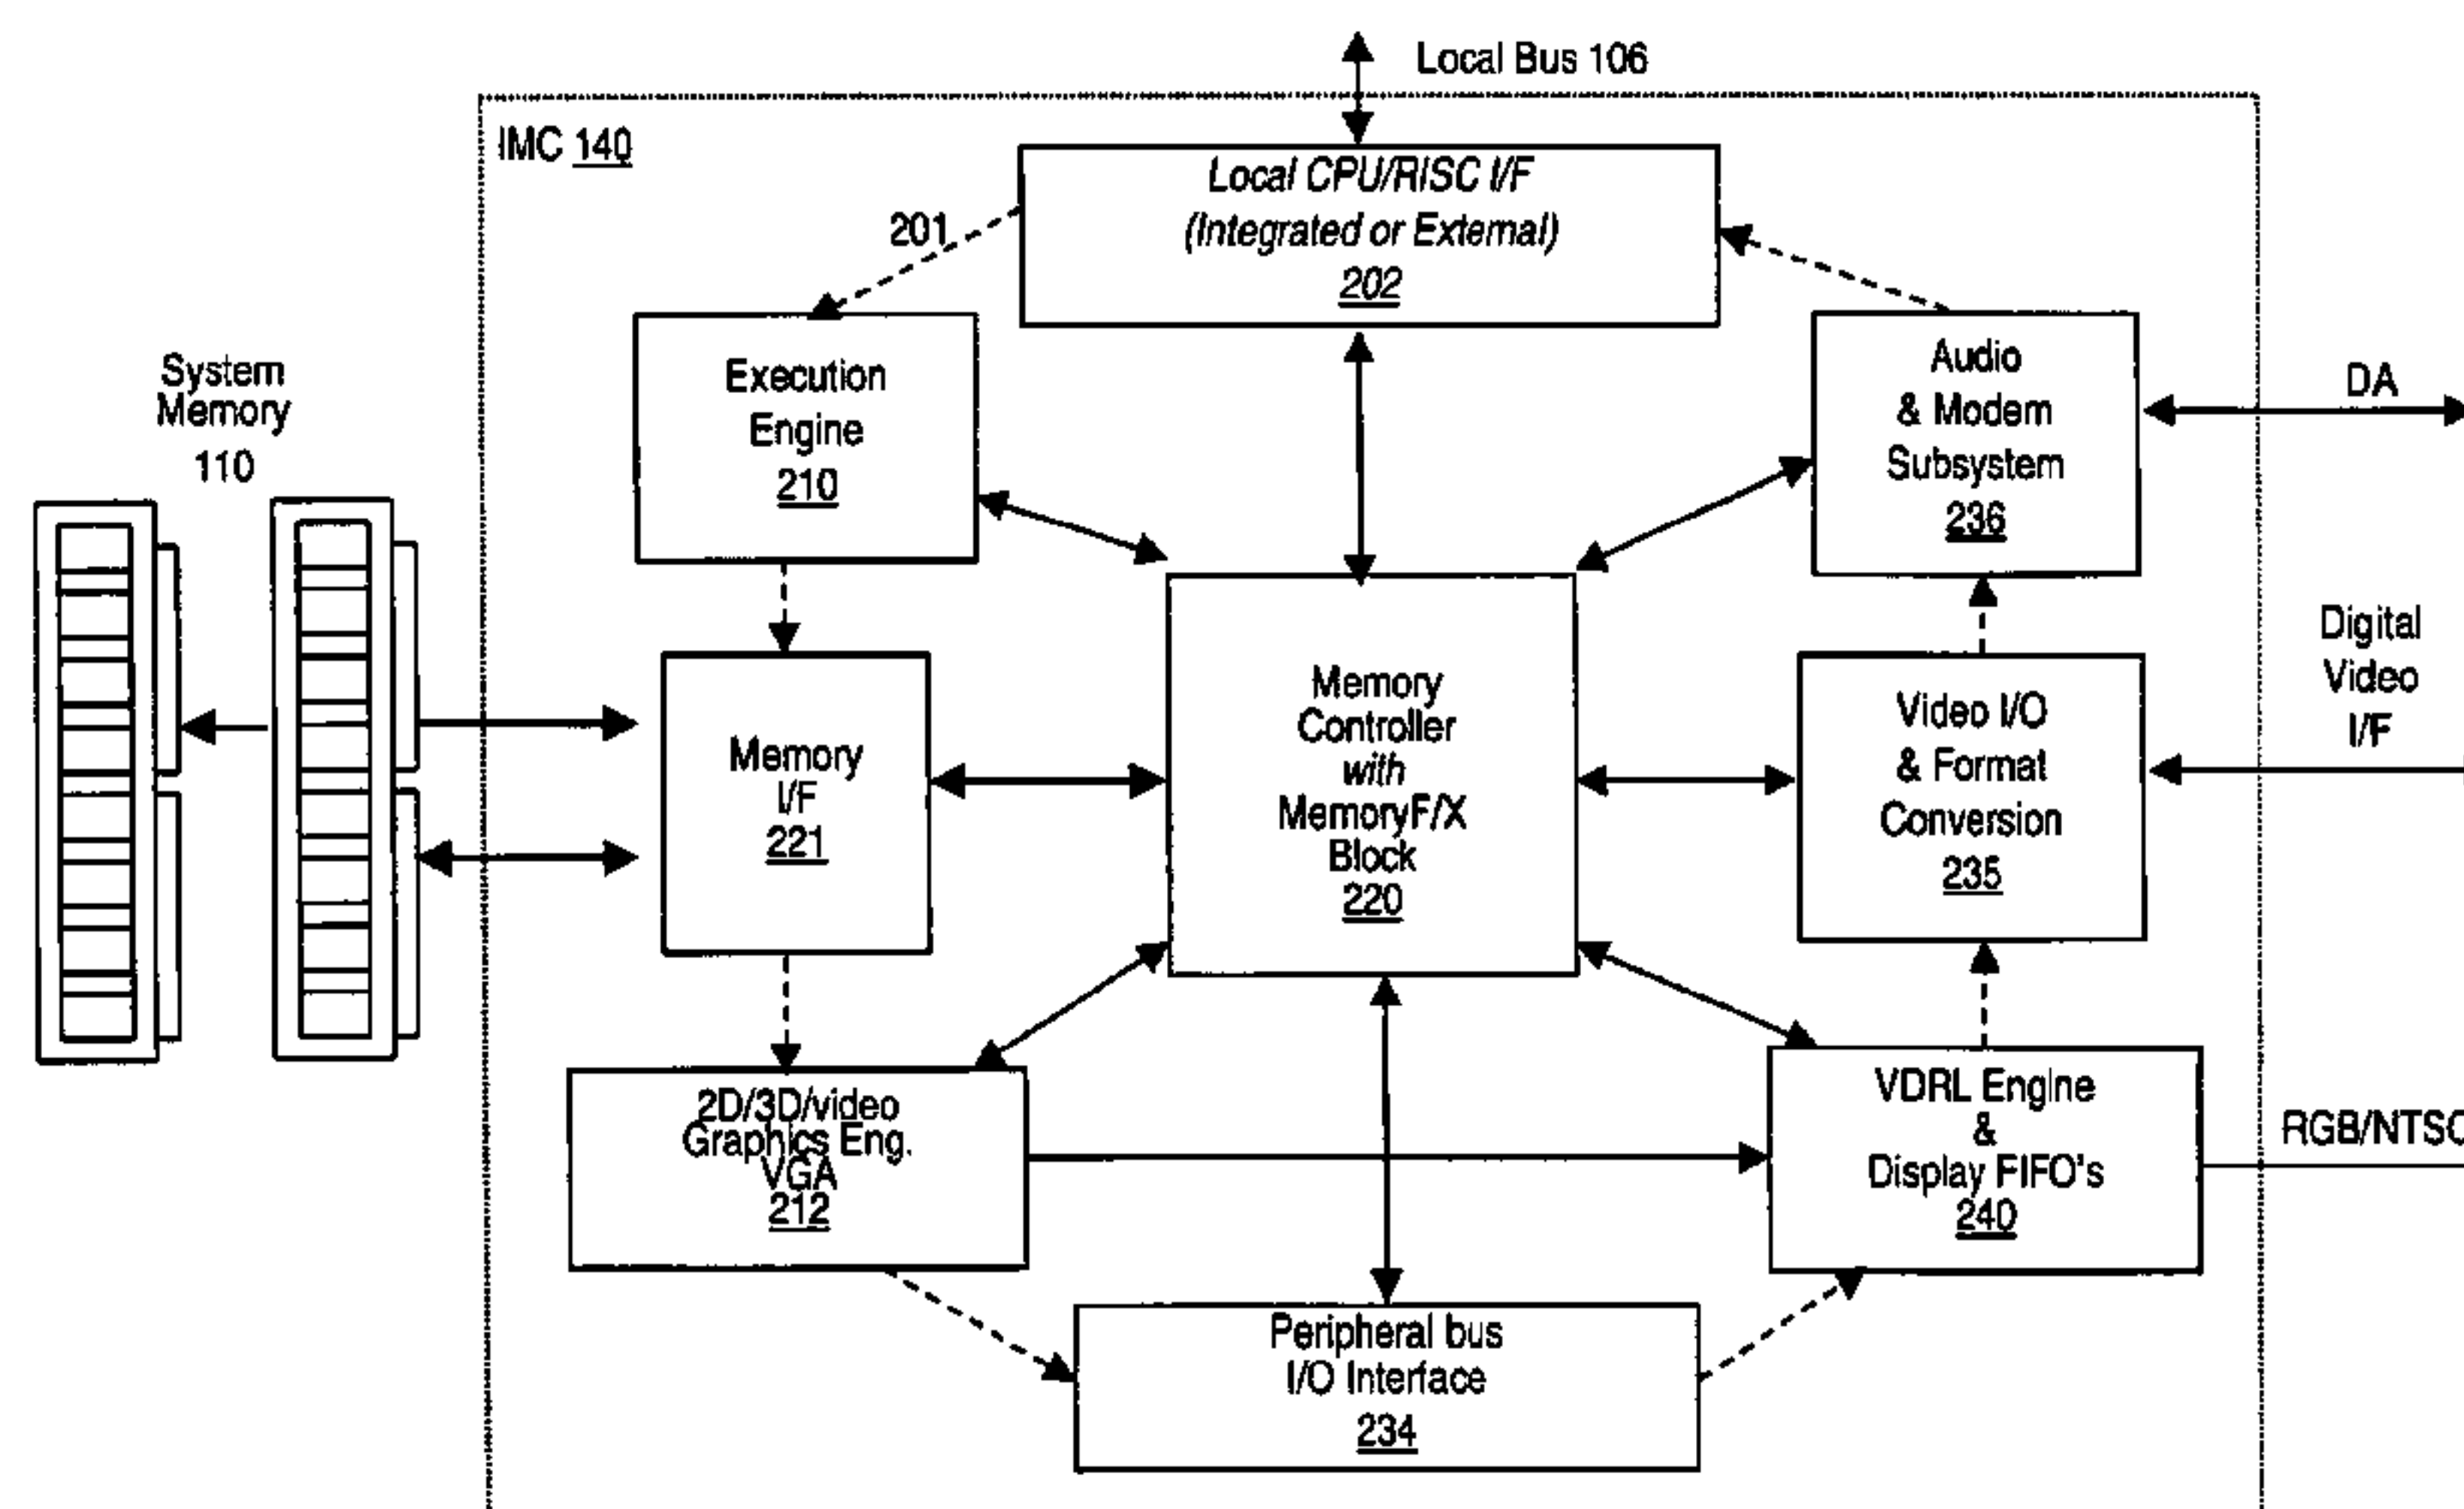 Local Bus 106
IMC 140
Local CPU/RISC I/F
(Integrated or External)
202
201
Execution
Engine
210
System
Memory
110
Audio
& Modem
Subsystem
236
DA
Memory
I/F
221
Memory
Controller
with
MemoryF/X
Block
220
Video I/O
& Format
Conversion
235
Digital
Video
I/F
2D/3D/video
Graphics Eng.
VGA
212
VDRL Engine
&
Display FIFO's
240
RGB/NTSC
Peripheral bus
I/O Interface
234